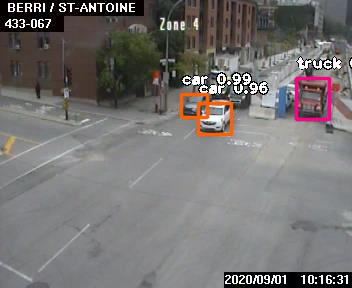 BERRI / ST-ANTOINE
433-067
Zone 4
car 0.99
car 0.96
truck
2020/09/01 10:16:31